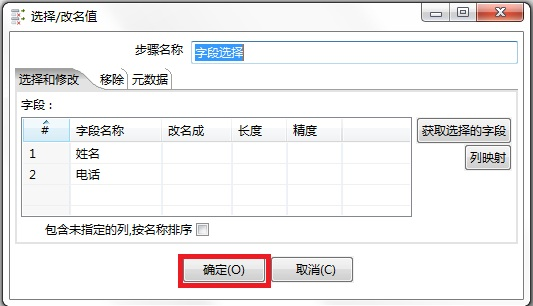 选择/改名值
步骤名称 字段选择
选择和修改 移除 元数据
字段：
# 字段名称 改名成 长度 精度
获取选择的字段
1 姓名
列映射
2 电话
包含未指定的列,按名称排序
确定(O) 取消(C)